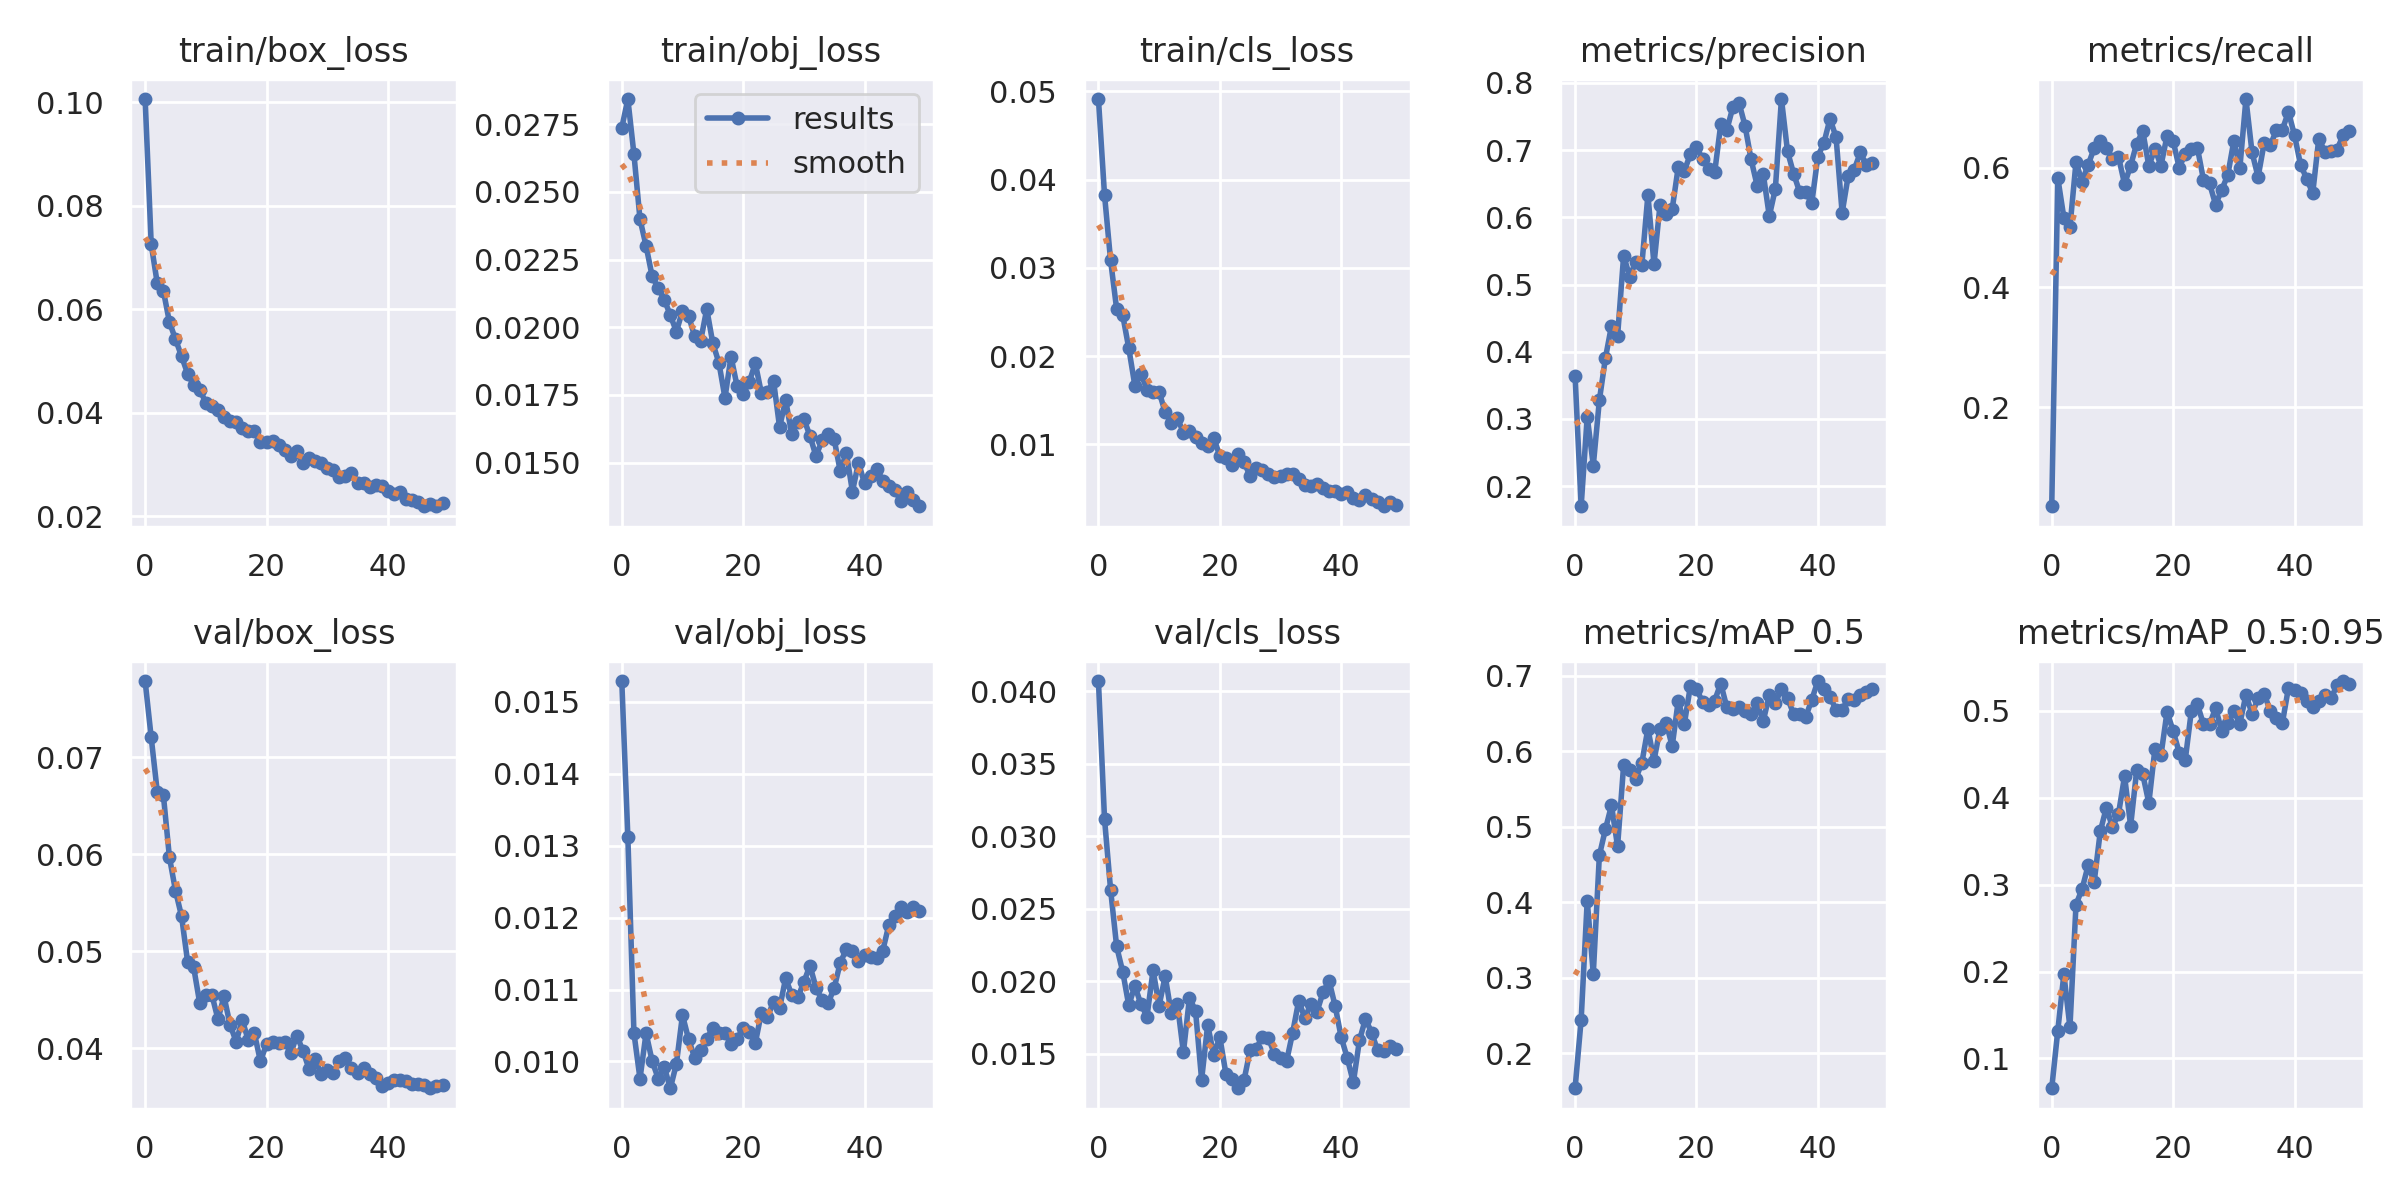 train/box_loss
0.10
0.08
0.06
0.04
0.02
0 20 40
train/obj_loss
results
smooth
0.0275
0.0250
0.0225
0.0200
0.0175
0.0150
0 20 40
train/cls_loss
0.05
0.04
0.03
0.02
0.01
0 20 40
metrics/precision
0.8
0.7
0.6
0.5
0.4
0.3
0.2
0 20 40
metrics/recall
0.6
0.4
0.2
0 20 40
val/box_loss
0.07
0.06
0.05
0.04
0 20 40
val/obj_loss
0.015
0.014
0.013
0.012
0.011
0.010
0 20 40
val/cls_loss
0.040
0.035
0.030
0.025
0.020
0.015
0 20 40
metrics/mAP_0.5
0.7
0.6
0.5
0.4
0.3
0.2
0 20 40
metrics/mAP_0.5:0.95
0.5
0.4
0.3
0.2
0.1
0 20 40